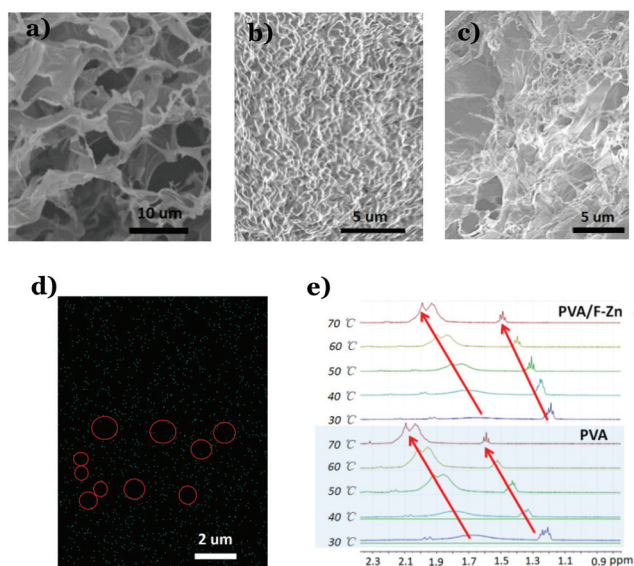 a)
b)
c)
10 um
5 um
5 um
d)
2 um
e)
PVA/F-Zn
70 ℃
60 ℃
50 ℃
40 ℃
30 ℃
PVA
70 ℃
60 ℃
50 ℃
40 ℃
30 ℃
2.3 2.1 1.9 1.7 1.5 1.3 1.1 0.9 ppm